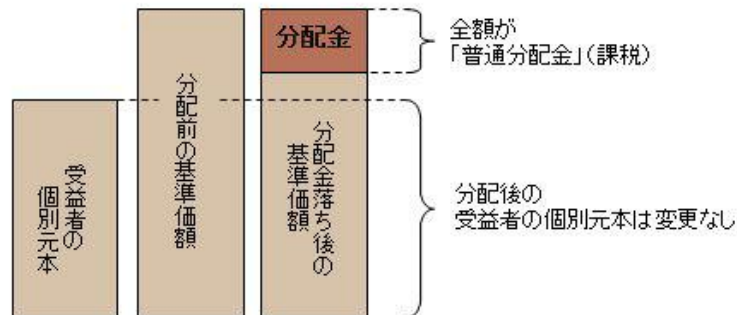 分配金
全額が
「普通分配金」(課税)
分配前の基準価額
受益者の
個別元本
分配金落ち後の
基準価額
分配後の
受益者の個別元本は変更なし